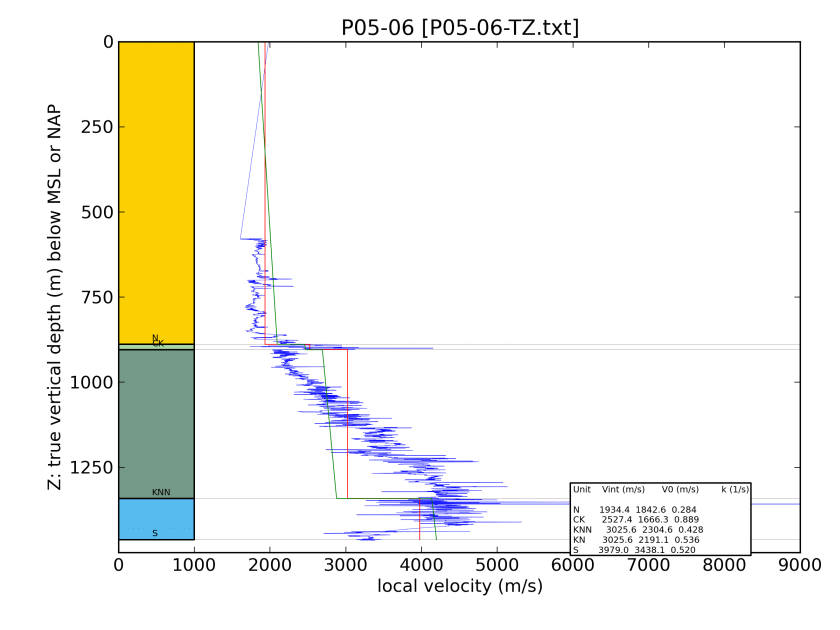 P05-06 [P05-06-TZ.txt]
0
250
500
750
1000
1250
Z: true vertical depth (m) below MSL or NAP
N
CK
KNN
S
Unit Vint (m/s) V0 (m/s) k (1/s)
N 1934.4 1842.6 0.284
CK 2527.4 1666.3 0.889
KNN 3025.6 2304.6 0.428
KN 3025.6 2191.1 0.536
S 3979.0 3438.1 0.520
0 1000 2000 3000 4000 5000 6000 7000 8000 9000
local velocity (m/s)